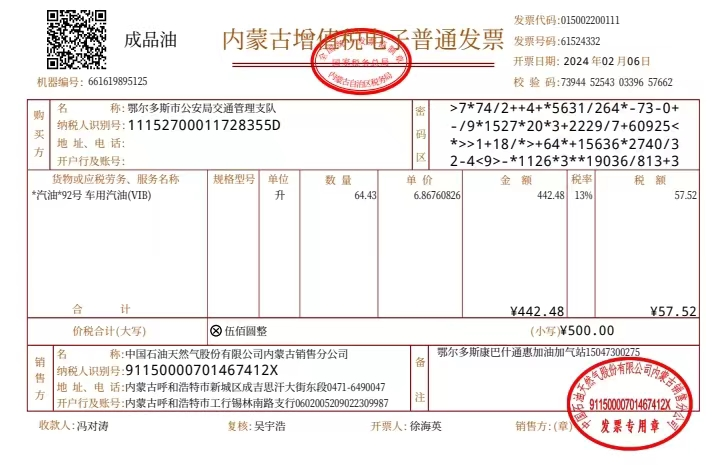 成品油
内蒙古增值税电子普通发票
全国统一发票监制章
国家税务总局
内蒙古自治区税务局
发票代码:015002200111
发票号码:61524332
开票日期: 2024 年02 月06日
校 验 码:73944 52543 03396 57662
机器编号: 661619895125
购买方
名 称: 鄂尔多斯市公安局交通管理支队
纳税人识别号:11152700011728355D
地 址、电 话:
开户行及账号:
密码区
>7*74/2++4+*5631/264*-73-0+
-/9*1527*20*3+2229/7+60925<
*>>1+18/*>+64*+15636*2740/3
2-4<9>-*1126*3**19036/813+3
货物或应税劳务、服务名称 规格型号 单位 数 量 单 价 金 额 税率 税 额
*汽油*92号 车用汽油(VIB) 升 64.43 6.86760826 442.48 13% 57.52
合 计 ¥442.48 ¥57.52
价税合计(大写) ⊗伍佰圆整 (小写)¥500.00
销售方
名 称:中国石油天然气股份有限公司内蒙古销售分公司
纳税人识别号:91150000701467412X
地 址、电 话:内蒙古呼和浩特市新城区成吉思汗大街东段0471-6490047
开户行及账号:内蒙古呼和浩特市工行锡林南路支行0602005209022309987
备注
鄂尔多斯康巴什通惠加油加气站15047300275
中国石油天然气股份有限公司内蒙古销售分公司
91150000701467412X
发票专用章
收款人: 冯对涛 复核: 吴宇浩 开票人: 徐海英 销售方: (章)